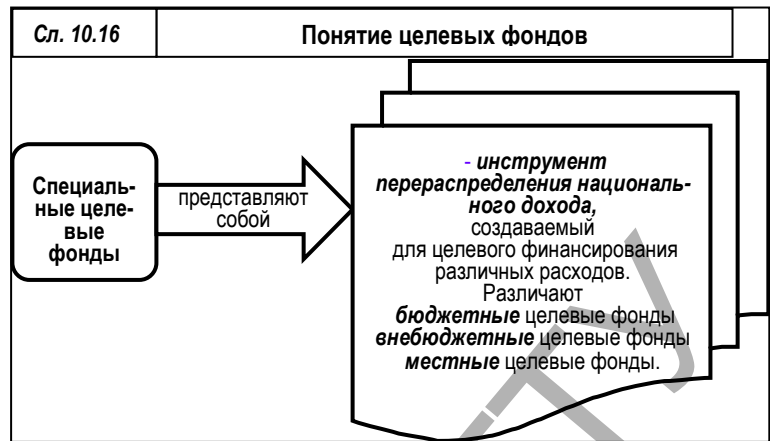 Сл. 10.16
Понятие целевых фондов
Специаль-
ные целе-
вые
фонды
представляют
собой
- инструмент
перераспределения националь-
ного дохода,
создаваемый
для целевого финансирования
различных расходов.
Различают
бюджетные целевые фонды
внебюджетные целевые фонды
местные целевые фонды.